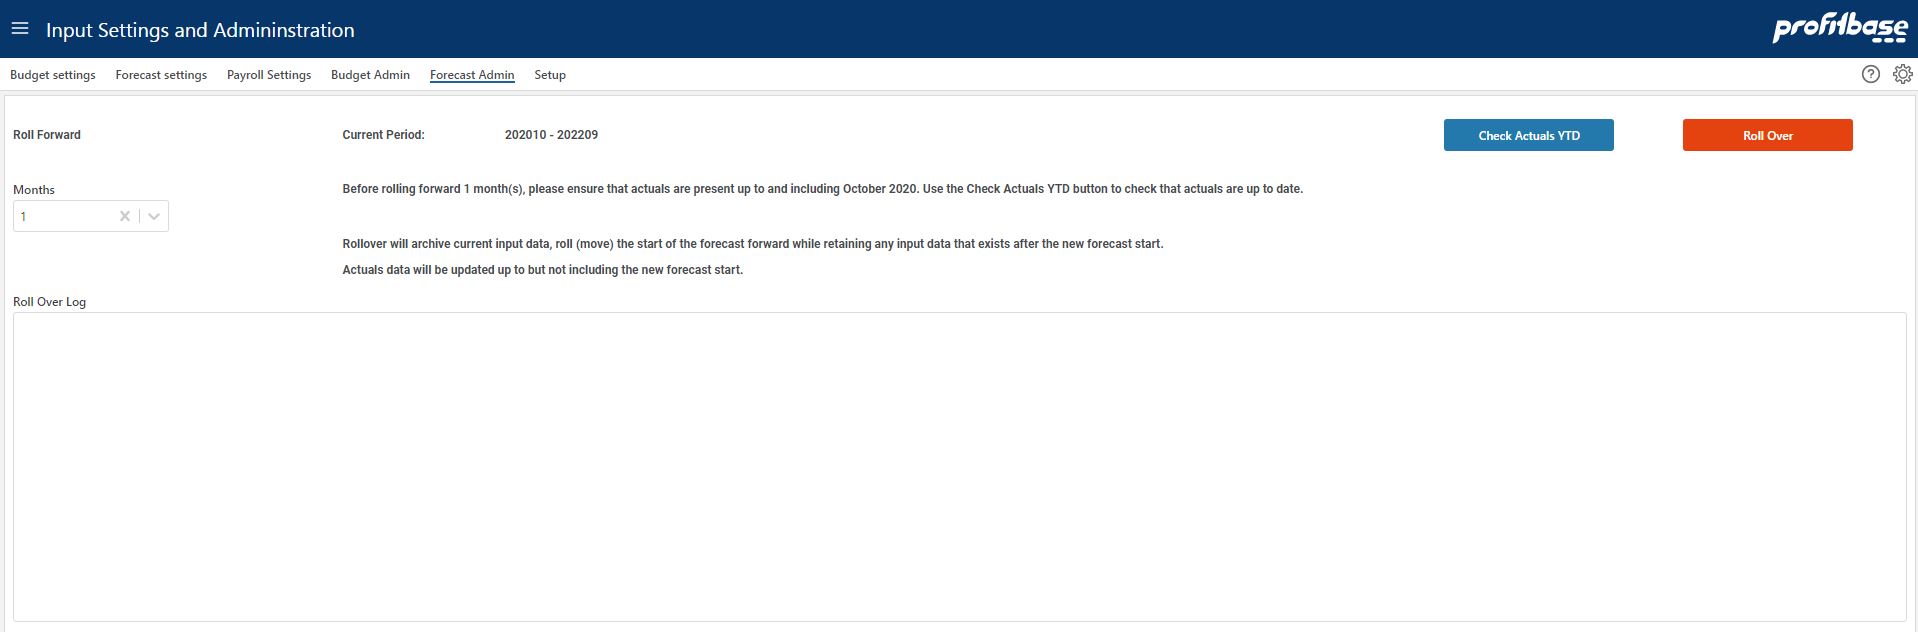 Input Settings and Admininstration
profitbase
Budget settings Forecast settings Payroll Settings Budget Admin Forecast Admin Setup
?
Roll Forward Current Period: 202010 - 202209 Check Actuals YTD Roll Over
Months
Before rolling forward 1 month(s), please ensure that actuals are present up to and including October 2020. Use the Check Actuals YTD button to check that actuals are up to date.
1
Rollover will archive current input data, roll (move) the start of the forecast forward while retaining any input data that exists after the new forecast start.
Actuals data will be updated up to but not including the new forecast start.
Roll Over Log